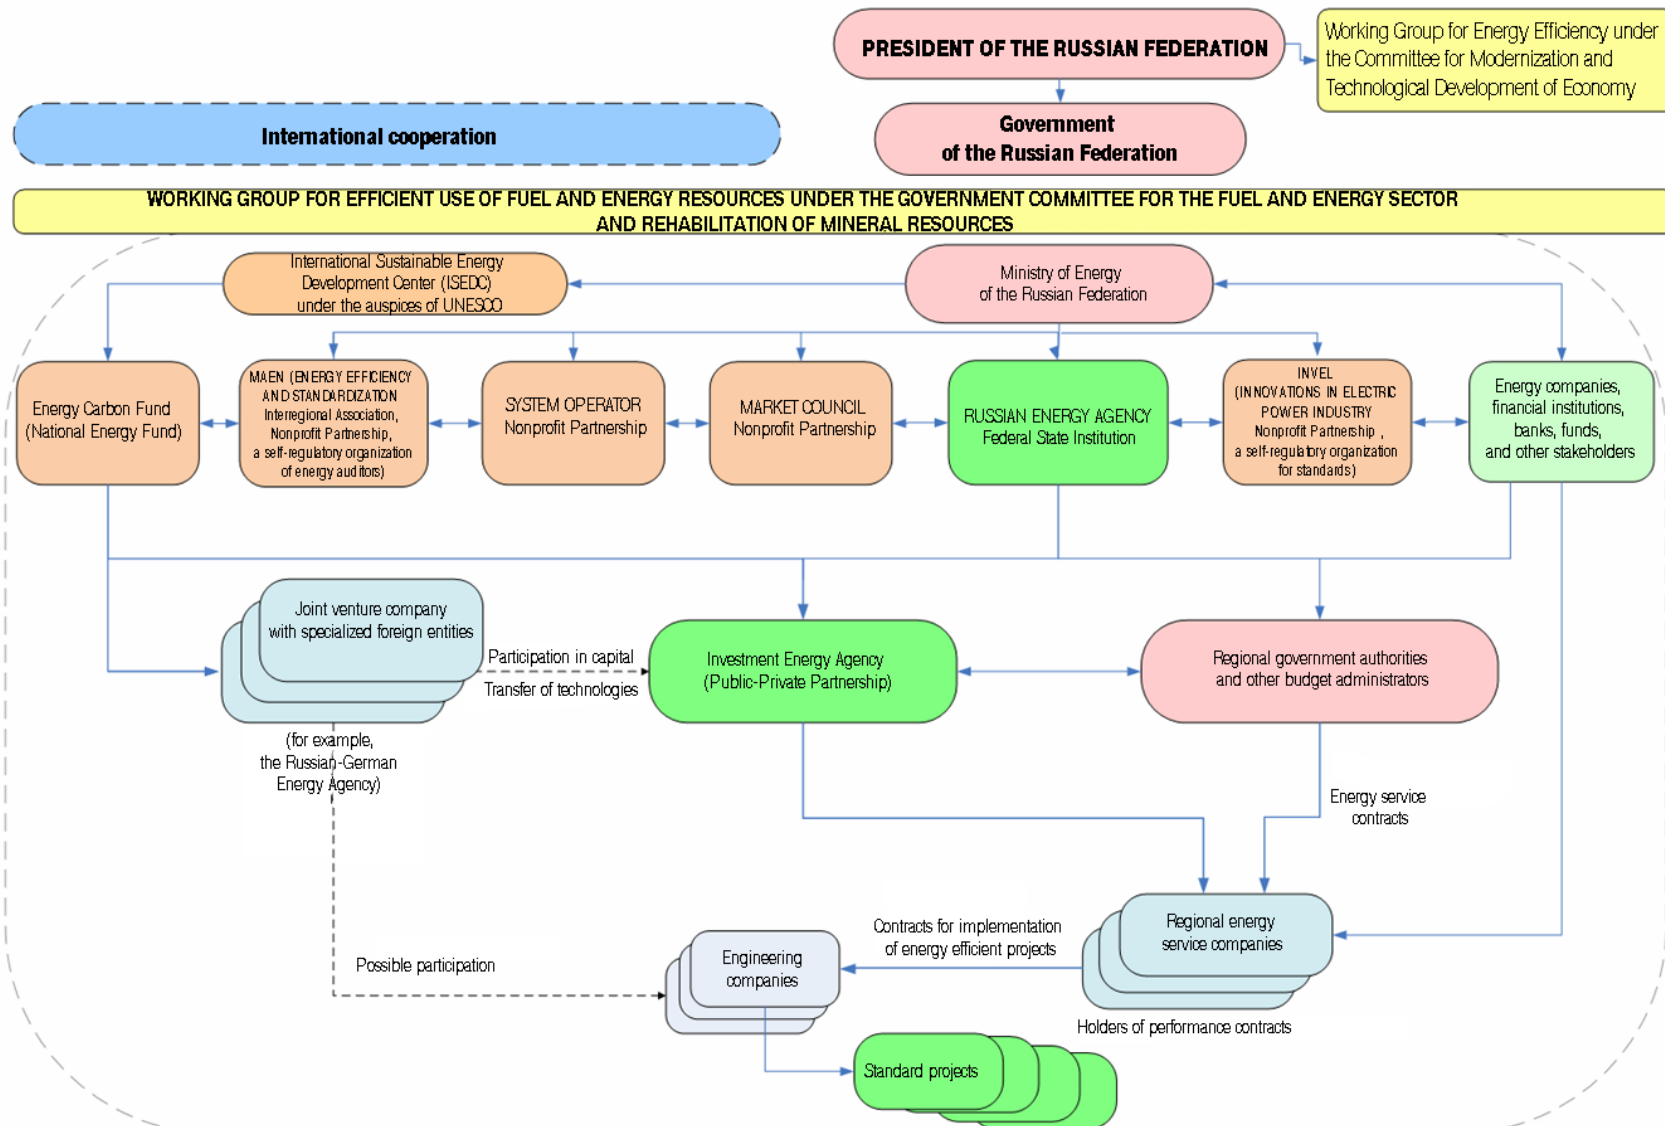 PRESIDENT OF THE RUSSIAN FEDERATION
Working Group for Energy Efficiency under
the Committee for Modernization and
Technological Development of Economy
International cooperation
Government
of the Russian Federation
WORKING GROUP FOR EFFICIENT USE OF FUEL AND ENERGY RESOURCES UNDER THE GOVERNMENT COMMITTEE FOR THE FUEL AND ENERGY SECTOR
AND REHABILITATION OF MINERAL RESOURCES
International Sustainable Energy
Development Center (ISEDC)
under the auspices of UNESCO
Ministry of Energy
of the Russian Federation
Energy Carbon Fund
(National Energy Fund)
MAEN (ENERGY EFFICIENCY
AND STANDARDIZATION
Interregional Association,
Nonprofit Partnership,
a self-regulatory organization
of energy auditors)
SYSTEM OPERATOR
Nonprofit Partnership
MARKET COUNCIL
Nonprofit Partnership
RUSSIAN ENERGY AGENCY
Federal State Institution
INVEL
(INNOVATIONS IN ELECTRIC
POWER INDUSTRY
Nonprofit Partnership ,
a self-regulatory organization
for standards)
Energy companies,
financial institutions,
banks, funds,
and other stakeholders
Joint venture company
with specialized foreign entities
Participation in capital
Transfer of technologies
Investment Energy Agency
(Public-Private Partnership)
Regional government authorities
and other budget administrators
(for example,
the Russian-German
Energy Agency)
Energy service
contracts
Regional energy
service companies
Contracts for implementation
of energy efficient projects
Engineering
companies
Possible participation
Holders of performance contracts
Standard projects